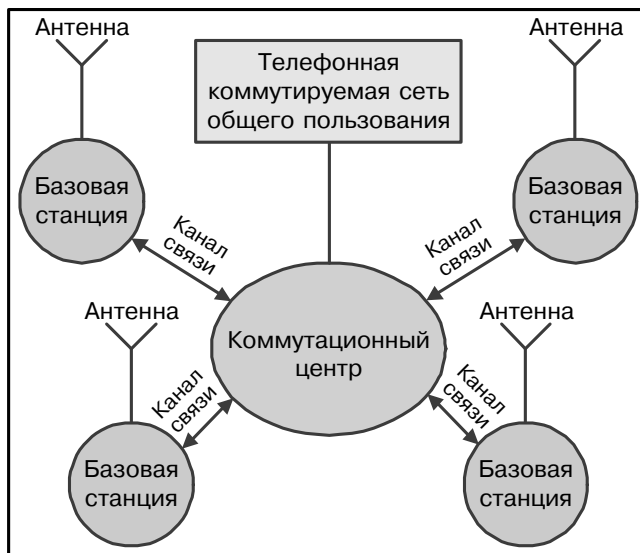 Антенна
Антенна
Телефонная
коммутируемая сеть
общего пользования
Базовая
станция
Базовая
станция
Канал
связи
Канал
связи
Антенна
Антенна
Коммутационный
центр
Канал
связи
Канал
связи
Базовая
станция
Базовая
станция